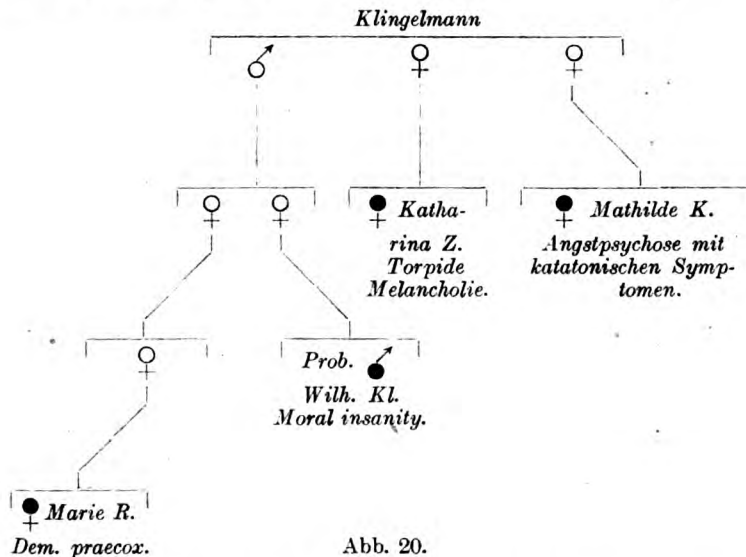 Klingelmann
Katha- Mathilde K.
rina Z. Angstpsychose mit
Torpide katatonischen Symp-
Melancholie. tomen.
Prob.
Wilh. Kl.
Moral insanity.
Marie R.
Dem. praecox. Abb. 20.